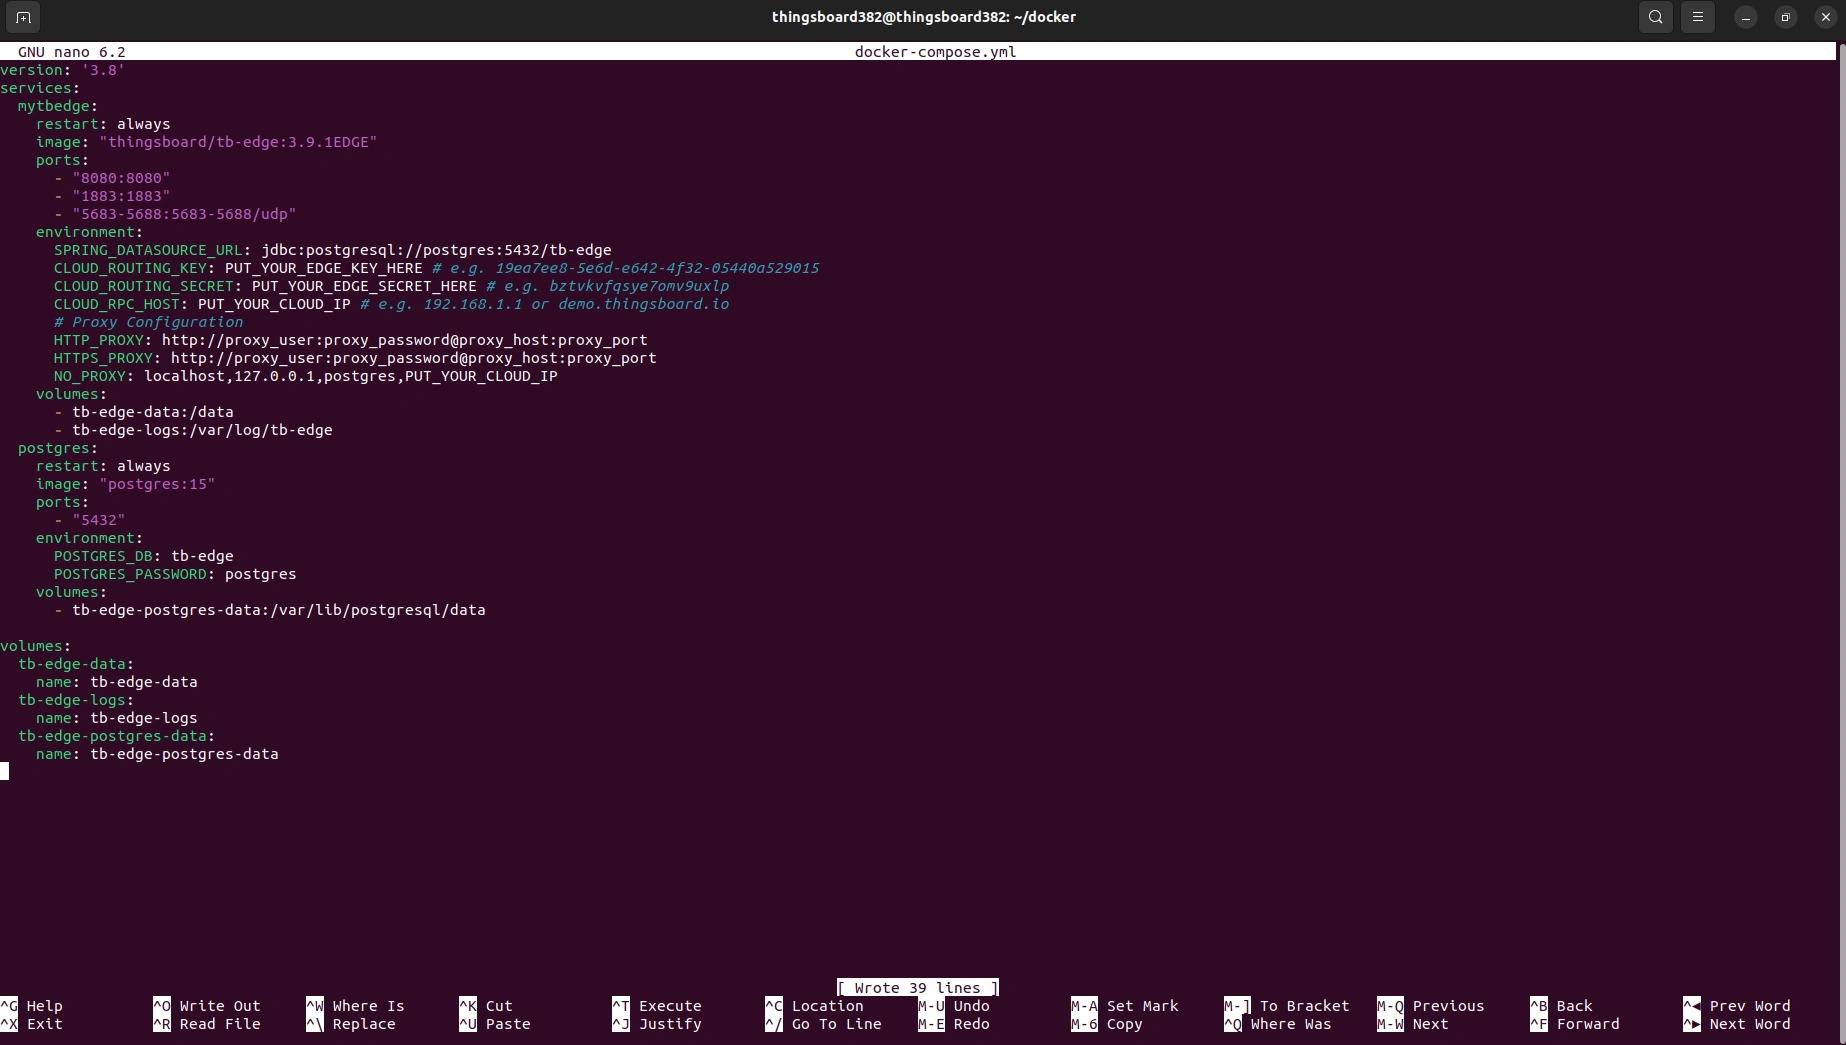 thingsboard382@thingsboard382: ~/docker
GNU nano 6.2 docker-compose.yml
version: '3.8'
services:
  mytbedge:
    restart: always
    image: "thingsboard/tb-edge:3.9.1EDGE"
    ports:
      - "8080:8080"
      - "1883:1883"
      - "5683-5688:5683-5688/udp"
    environment:
      SPRING_DATASOURCE_URL: jdbc:postgresql://postgres:5432/tb-edge
      CLOUD_ROUTING_KEY: PUT_YOUR_EDGE_KEY_HERE # e.g. 19ea7ee8-5e6d-e642-4f32-05440a529015
      CLOUD_ROUTING_SECRET: PUT_YOUR_EDGE_SECRET_HERE # e.g. bztvkvfqsye7omv9uxlp
      CLOUD_RPC_HOST: PUT_YOUR_CLOUD_IP # e.g. 192.168.1.1 or demo.thingsboard.io
      # Proxy Configuration
      HTTP_PROXY: http://proxy_user:proxy_password@proxy_host:proxy_port
      HTTPS_PROXY: http://proxy_user:proxy_password@proxy_host:proxy_port
      NO_PROXY: localhost,127.0.0.1,postgres,PUT_YOUR_CLOUD_IP
    volumes:
      - tb-edge-data:/data
      - tb-edge-logs:/var/log/tb-edge
  postgres:
    restart: always
    image: "postgres:15"
    ports:
      - "5432"
    environment:
      POSTGRES_DB: tb-edge
      POSTGRES_PASSWORD: postgres
    volumes:
      - tb-edge-postgres-data:/var/lib/postgresql/data
volumes:
  tb-edge-data:
    name: tb-edge-data
  tb-edge-logs:
    name: tb-edge-logs
  tb-edge-postgres-data:
    name: tb-edge-postgres-data
[ Wrote 39 lines ]
^G Help ^O Write Out ^W Where Is ^K Cut ^T Execute ^C Location M-U Undo M-A Set Mark M-] To Bracket M-Q Previous ^B Back ^◄ Prev Word
^X Exit ^R Read File ^\ Replace ^U Paste ^J Justify ^/ Go To Line M-E Redo M-6 Copy ^Q Where Was M-W Next ^F Forward ^► Next Word